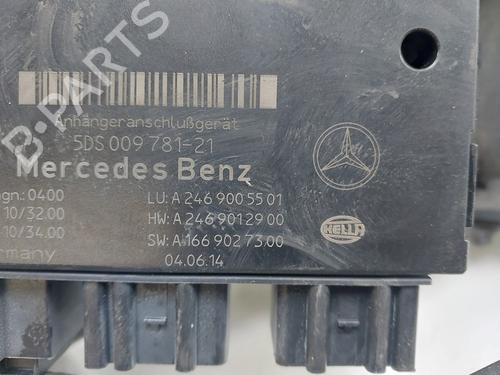 B-PARTS
Anhängeranschlußgerät
5DS 009 781-21
Mercedes Benz
gn.: 0400 LU: A 246 900 55 01
10/32.00 HW: A 246 901 29 00
10/34.00 SW: A 166 902 73 00
ermany 04.06.14
HELLA